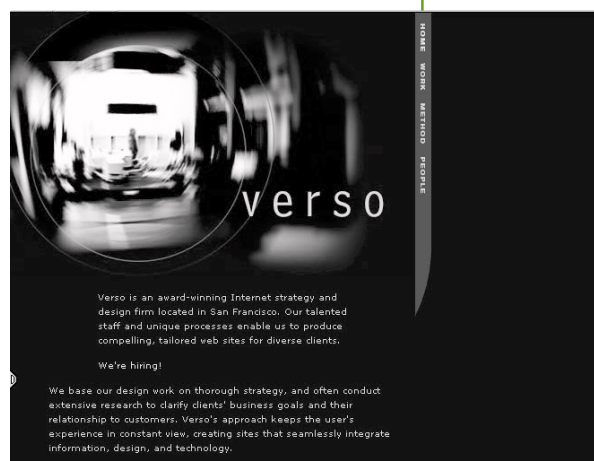 HOME WORK METHOD PEOPLE
verso
Verso is an award-winning Internet strategy and
design firm located in San Francisco. Our talented
staff and unique processes enable us to produce
compelling, tailored web sites for diverse clients.
We're hiring!
We base our design work on thorough strategy, and often conduct
extensive research to clarify clients' business goals and their
relationship to customers. Verso's approach keeps the user's
experience in constant view, creating sites that seamlessly integrate
information, design, and technology.